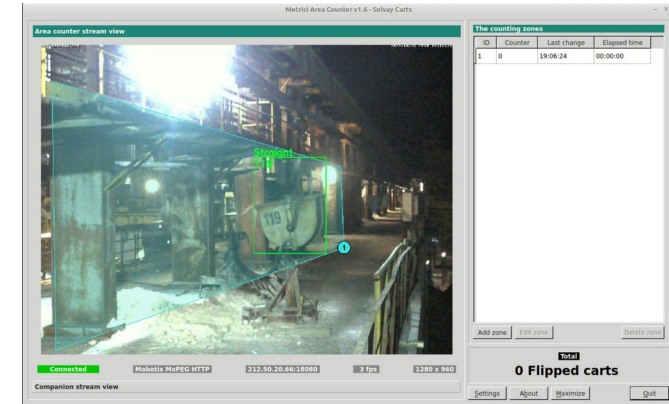 Metrici Area Counter v1.6 - Solvay Carts
Area counter stream view
Straight
119
119
1
Connected
Mobotix MxPEG HTTP
212.50.20.66:18080
3 fps
1280 x 960
Companion stream view
The counting zones
ID Counter Last change Elapsed time
1 0 19:06:24 00:00:00
Add zone Edit zone Delete zone
Total
0 Flipped carts
Settings About Maximize Quit